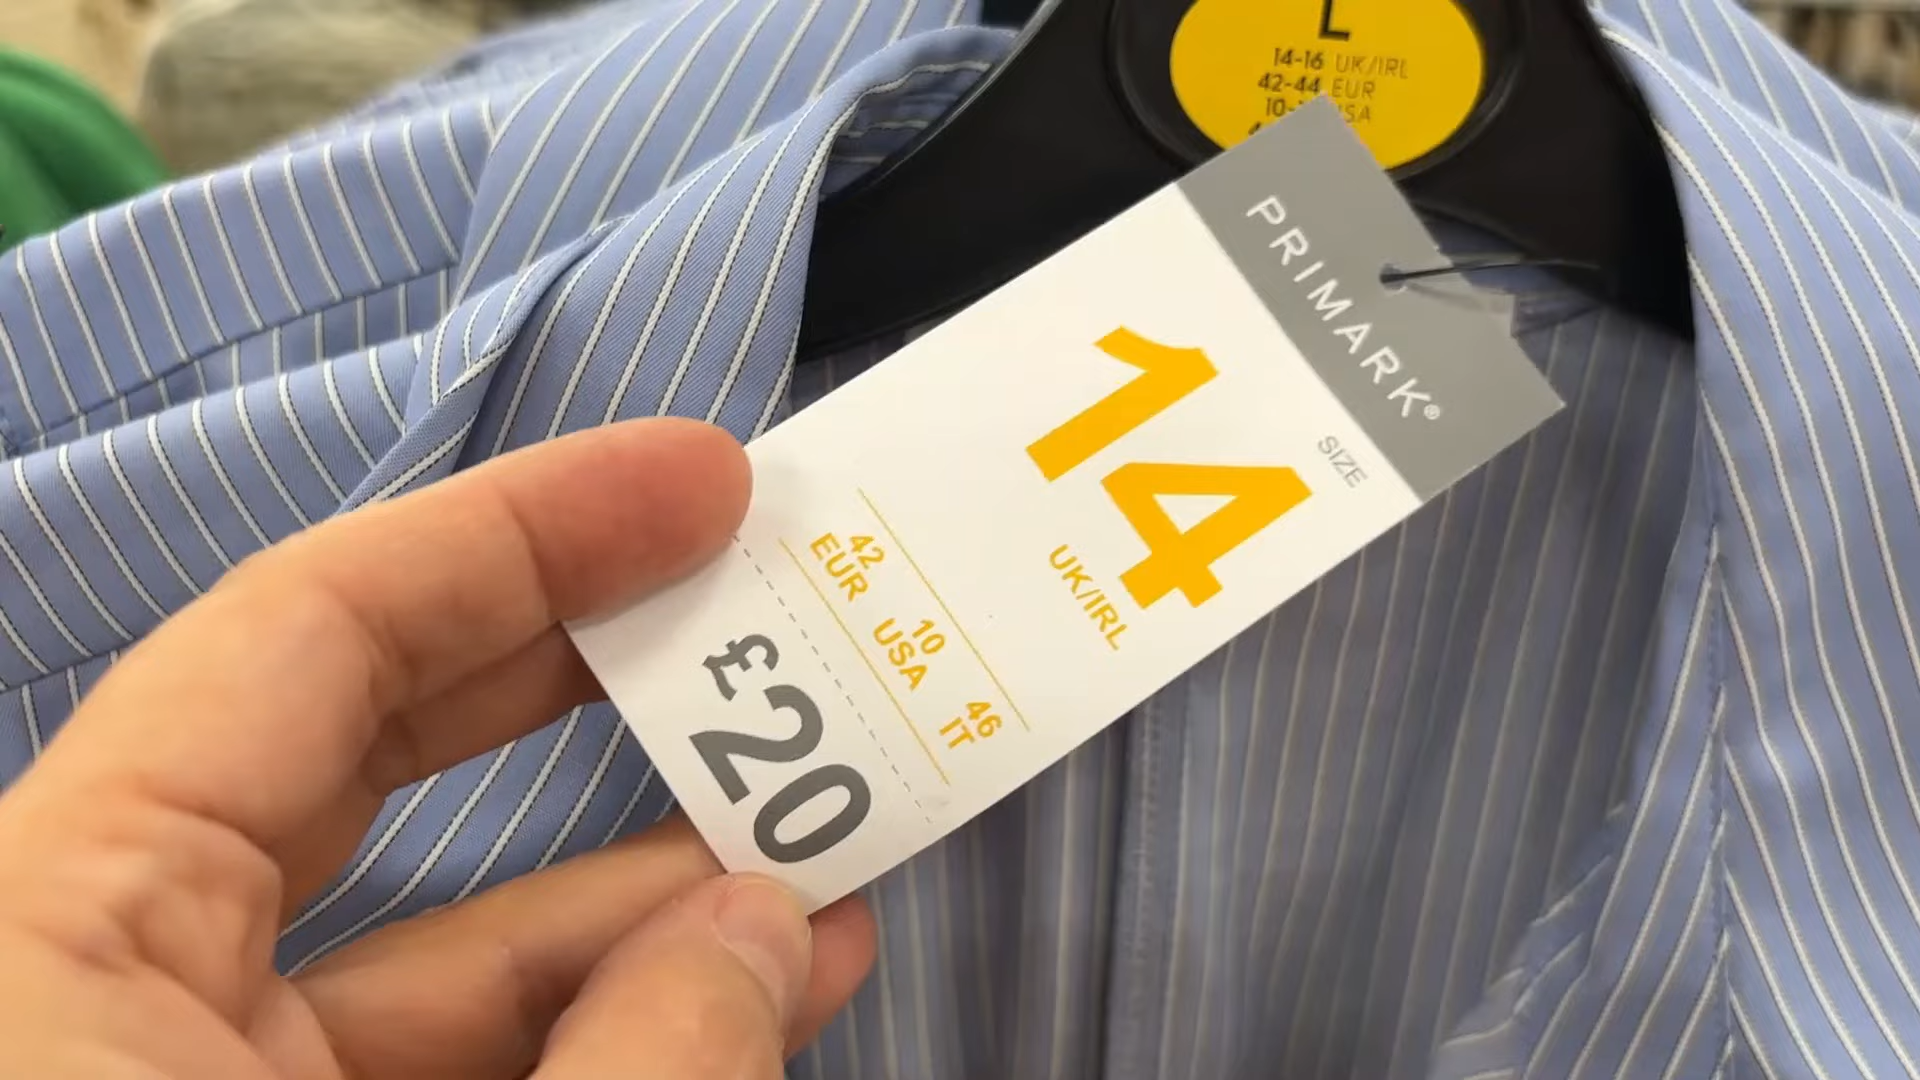 L
14-16 UK/IRL
42-44 EUR
PRIMARK®
SIZE
14
UK/IRL
42 10 46
EUR USA IT
£20